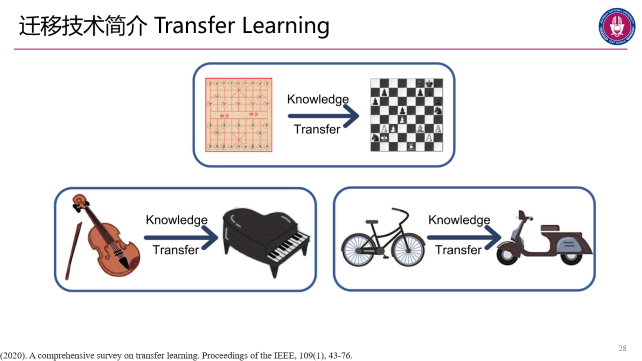 迁移技术简介 Transfer Learning
Knowledge
Transfer
Knowledge
Transfer
Knowledge
Transfer
28
(2020). A comprehensive survey on transfer learning. Proceedings of the IEEE, 109(1), 43-76.